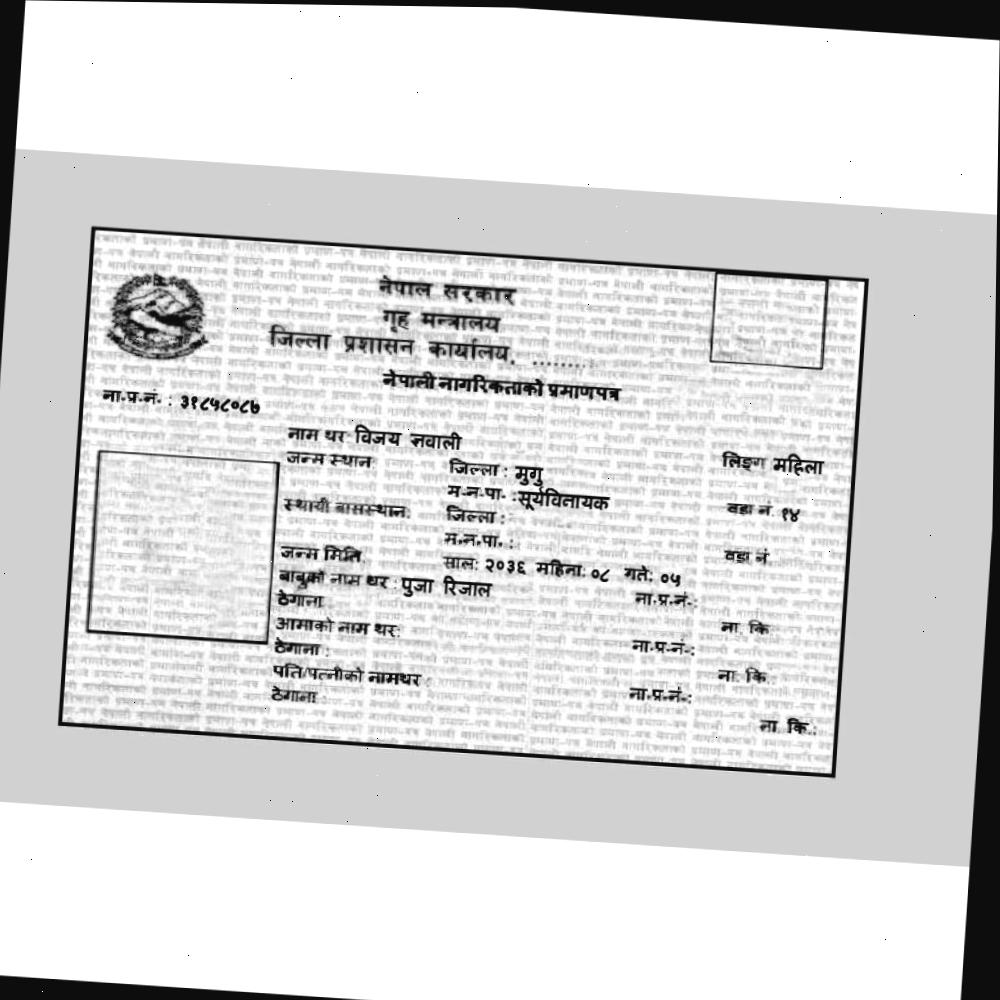 नेपाल सरकार
गृह मन्त्रालय
जिल्ला प्रशासन कार्यालय, ........
नेपाली नागरिकताको प्रमाणपत्र
ना.प्र.नं. : ३१८५८०८७
नाम थर: विजय नवाली लिङ्ग महिला
जन्म स्थान: जिल्ला : मुगु
म.न.पा. :सूर्यविनायक वडा नं. १४
स्थायी बासस्थान: जिल्ला :
म.न.पा. : वडा नं.
जन्म मिति: साल: २०३६ महिना: ०८ गते: ०५
बाबुको नाम थर : पुजा रिजाल ना.प्र.नं.:
ठेगाना ना. कि.
आमाको नाम थर: ना.प्र.नं.:
ठेगाना : ना. कि.:
पति/पत्नीको नामथर : ना.प्र.नं.:
ठेगाना : ना. कि.: